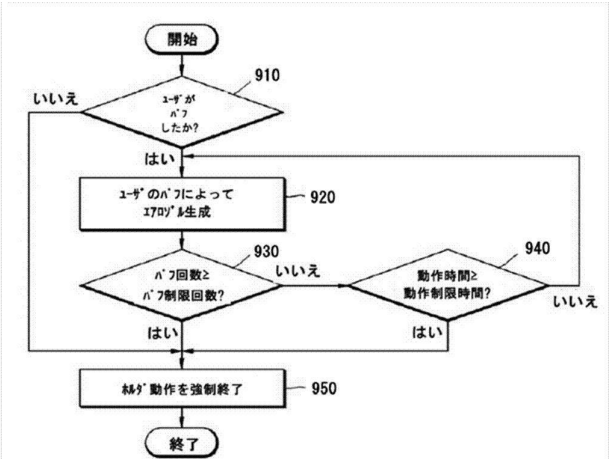 開始
910
いいえ
ﾕｰｻﾞが
ﾊﾟﾌ
したか?
はい
ﾕｰｻﾞのﾊﾟﾌによって
ｴｱﾛｿﾞﾙ生成
920
930
ﾊﾟﾌ回数≥
ﾊﾟﾌ制限回数?
いいえ
はい
940
動作時間≥
動作制限時間?
いいえ
はい
ﾎﾙﾀﾞ動作を強制終了
950
終了